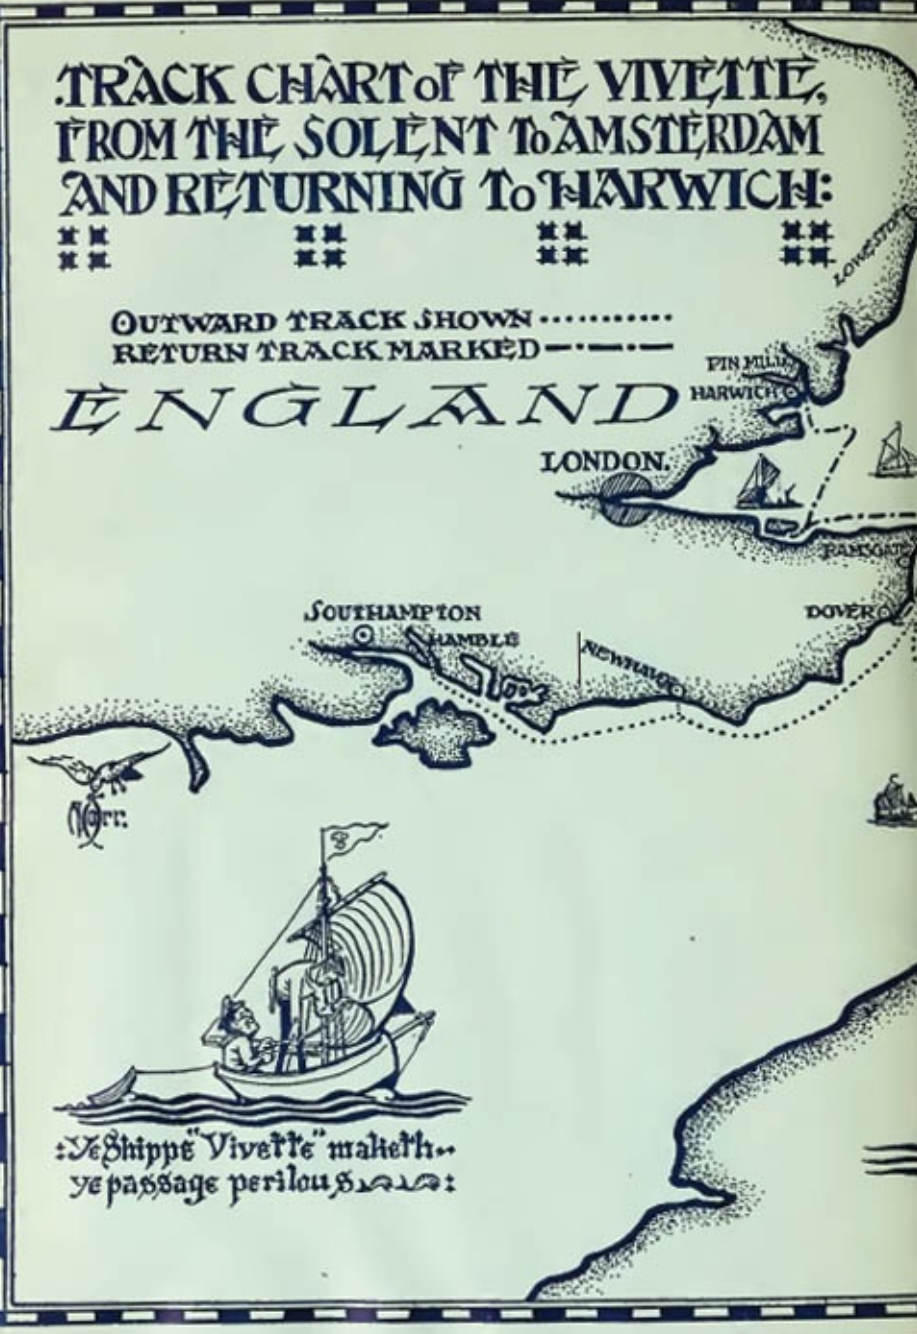 TRACK CHART of THE VIVETTE,
FROM THE SOLENT To AMSTERDAM
AND RETURNING To HARWICH:
LOWESTOFT
OUTWARD TRACK SHOWN
RETURN TRACK MARKED
PIN MILL
HARWICH
ENGLAND
LONDON.
RAMSGATE
SOUTHAMPTON
DOVER
HAMBLE
NEWHAVEN
:Ye Shippe "Vivette" maketh
ye passage perilous: